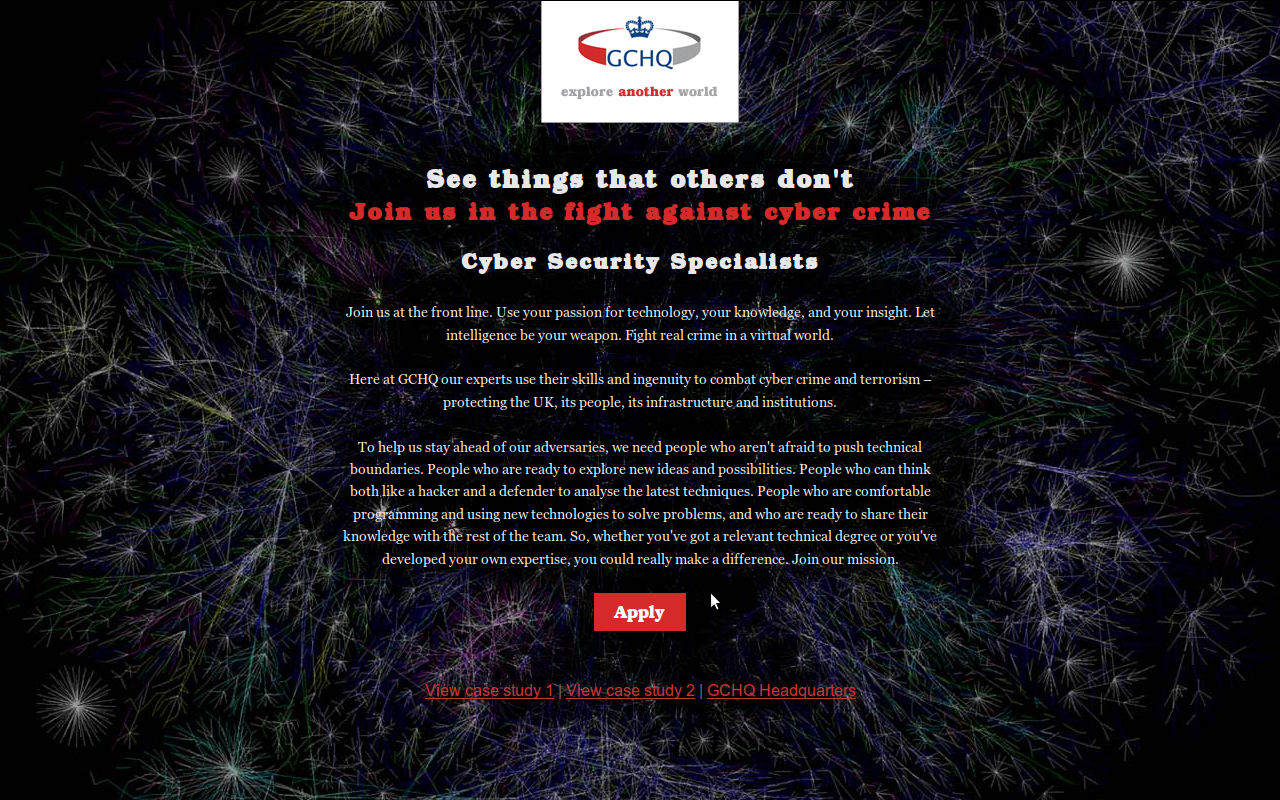 GCHQ
explore another world
See things that others don't
Join us in the fight against cyber crime
Cyber Security Specialists
Join us at the front line. Use your passion for technology, your knowledge, and your insight. Let
intelligence be your weapon. Fight real crime in a virtual world.
Here at GCHQ our experts use their skills and ingenuity to combat cyber crime and terrorism –
protecting the UK, its people, its infrastructure and institutions.
To help us stay ahead of our adversaries, we need people who aren't afraid to push technical
boundaries. People who are ready to explore new ideas and possibilities. People who can think
both like a hacker and a defender to analyse the latest techniques. People who are comfortable
programming and using new technologies to solve problems, and who are ready to share their
knowledge with the rest of the team. So, whether you've got a relevant technical degree or you've
developed your own expertise, you could really make a difference. Join our mission.
Apply
View case study 1 | View case study 2 | GCHQ Headquarters